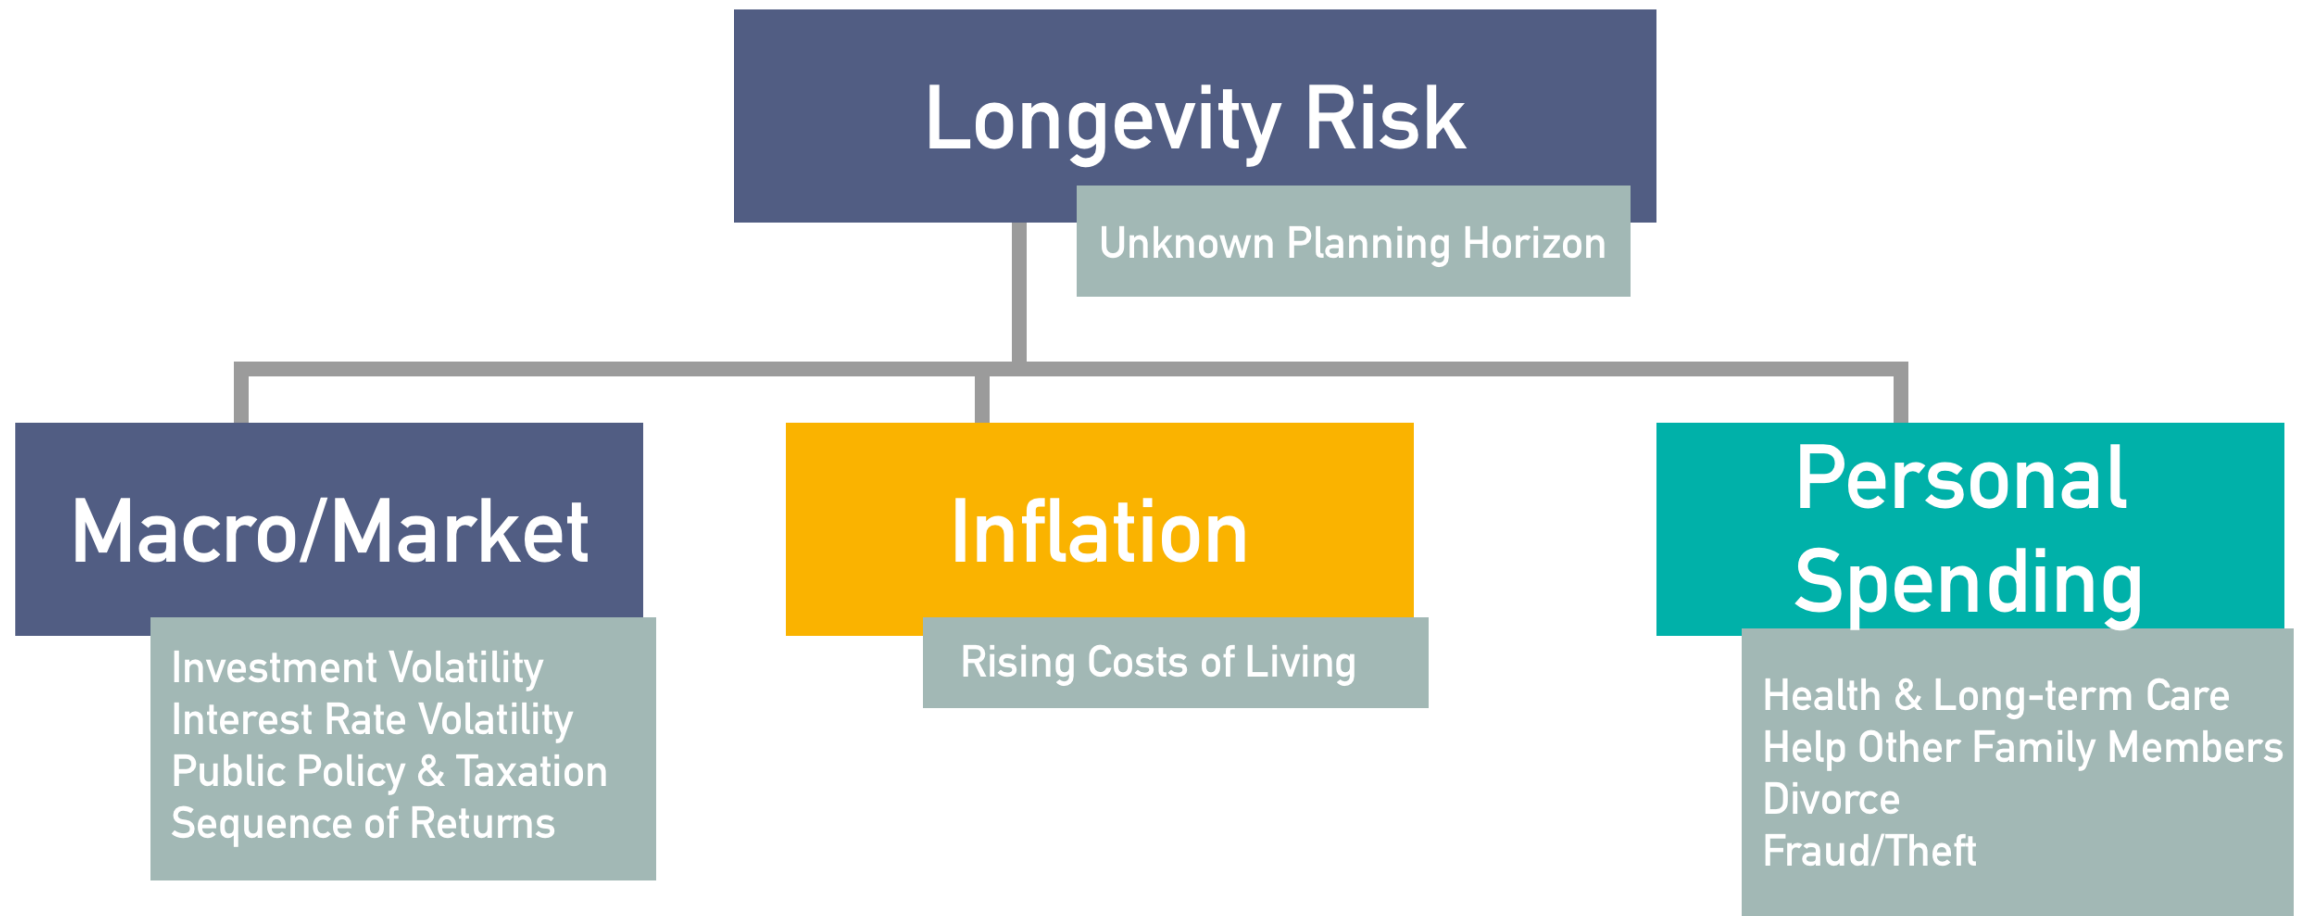 Longevity Risk
Unknown Planning Horizon
Macro/Market
Investment Volatility
Interest Rate Volatility
Public Policy & Taxation
Sequence of Returns
Inflation
Rising Costs of Living
Personal
Spending
Health & Long-term Care
Help Other Family Members
Divorce
Fraud/Theft